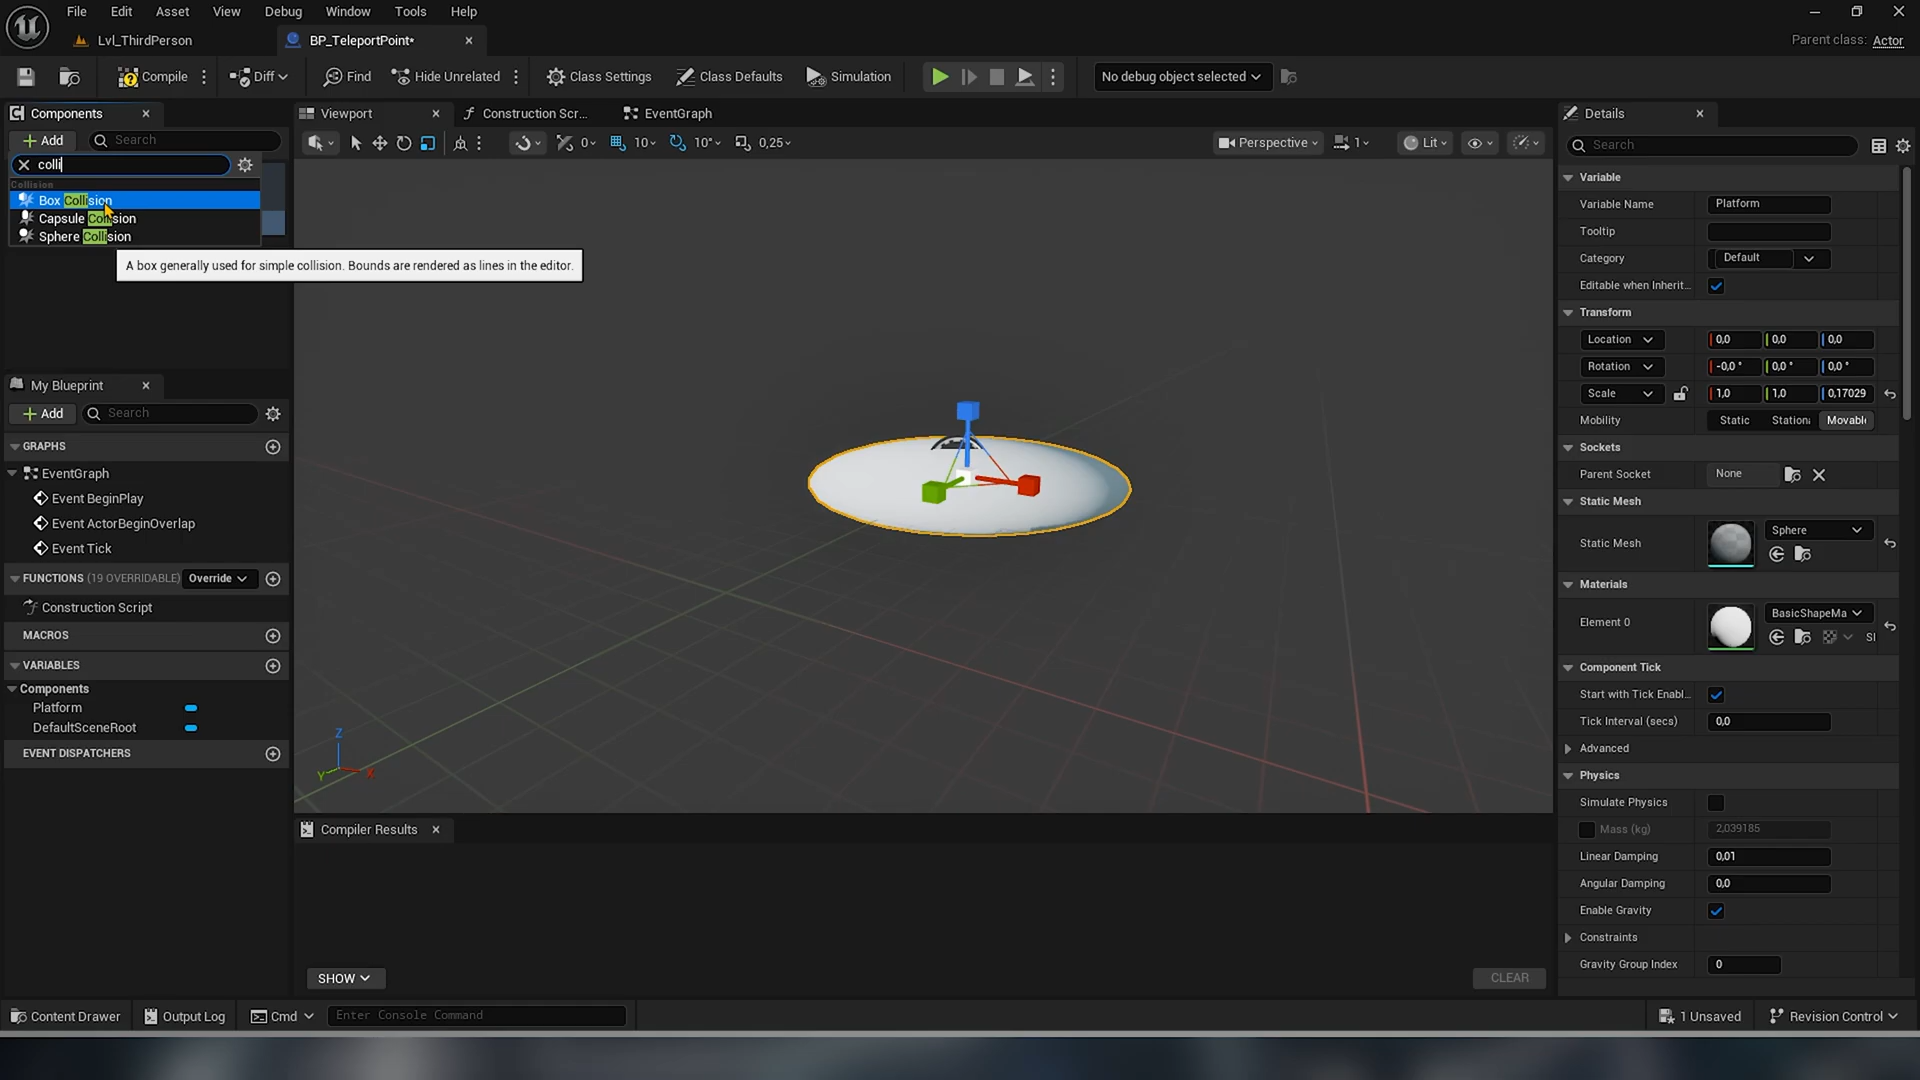 File Edit Asset View Debug Window Tools Help
Lvl_ThirdPerson
BP_TeleportPoint*
Parent class: Actor
Compile
Diff
Find
Hide Unrelated
Class Settings
Class Defaults
Simulation
No debug object selected
Components
Add
Search
colli
Collision
Box Collision
Capsule Collision
Sphere Collision
A box generally used for simple collision. Bounds are rendered as lines in the editor.
My Blueprint
Add
Search
GRAPHS
EventGraph
Event BeginPlay
Event ActorBeginOverlap
Event Tick
FUNCTIONS (19 OVERRIDABLE) Override
Construction Script
MACROS
VARIABLES
Components
Platform
DefaultSceneRoot
EVENT DISPATCHERS
Viewport
Construction Scr...
EventGraph
0 10 10° 0,25
Perspective 1 Lit
Z
Y X
Compiler Results
SHOW
CLEAR
Details
Search
Variable
Variable Name Platform
Tooltip
Category Default
Editable when Inherit...
Transform
Location 0,0 0,0 0,0
Rotation -0,0 ° 0,0 ° 0,0 °
Scale 1,0 1,0 0,17029
Mobility Static Station Movabl
Sockets
Parent Socket None
Static Mesh
Static Mesh Sphere
Materials
Element 0 BasicShapeMa
Sl
Component Tick
Start with Tick Enabl...
Tick Interval (secs) 0,0
Advanced
Physics
Simulate Physics
Mass (kg) 2,039185
Linear Damping 0,01
Angular Damping 0,0
Enable Gravity
Constraints
Gravity Group Index 0
Content Drawer
Output Log
Cmd
Enter Console Command
1 Unsaved
Revision Control